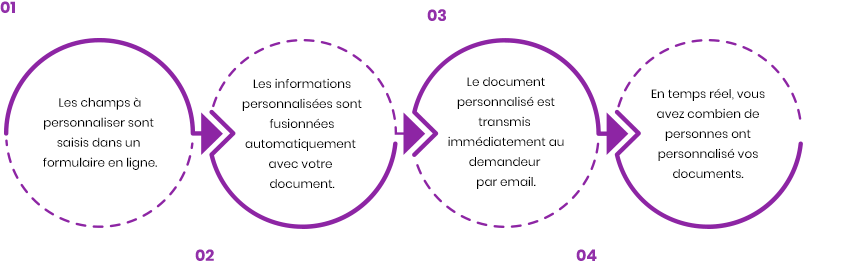 01
Les champs à
personnaliser sont
saisis dans un
formulaire en ligne.
02
Les informations
personnalisées sont
fusionnées
automatiquement
avec votre
document.
03
Le document
personnalisé est
transmis
immédiatement au
demandeur
par email.
04
En temps réel, vous
avez combien de
personnes ont
personnalisé vos
documents.